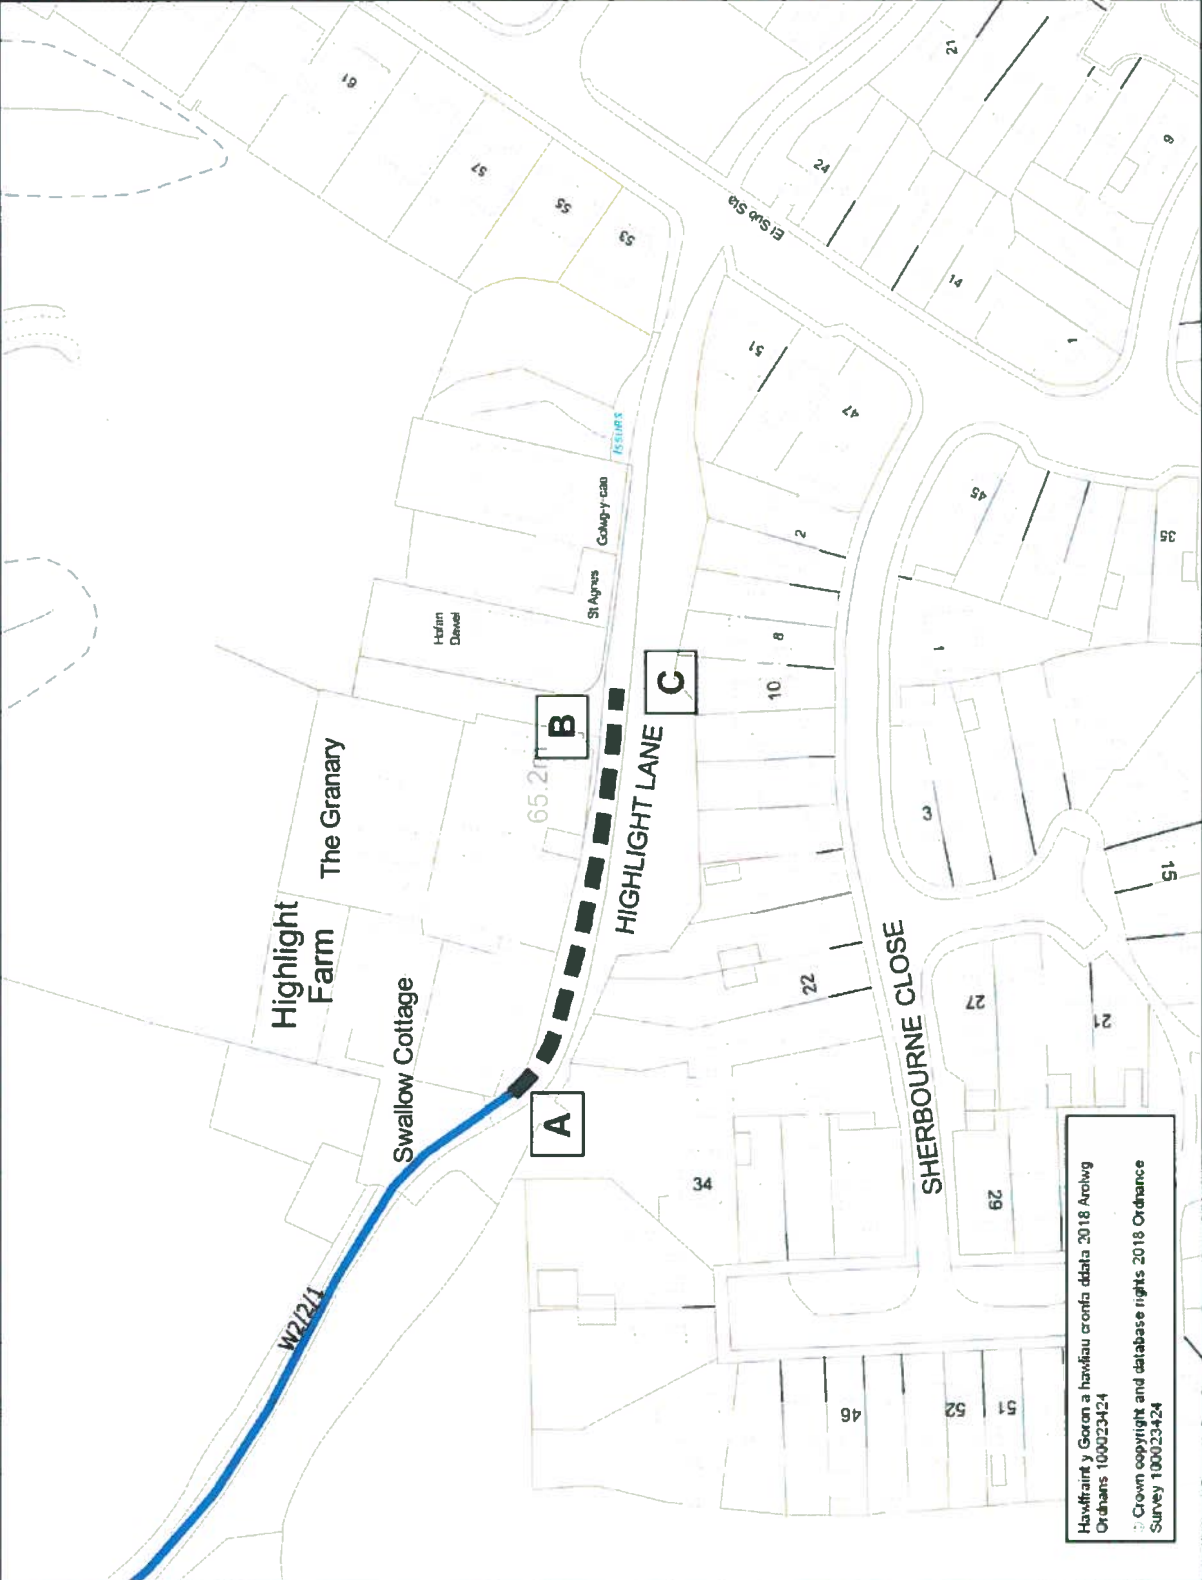 Highlight
Farm
The Granary
Swallow Cottage
Hafan
Dawel
St Agnes
Golwg-y-cae
Issues
65.2m
W2/2/1
A
B
C
HIGHLIGHT LANE
SHERBOURNE CLOSE
El Sub Sta
61
57
55
53
51
47
45
35
21
24
14
1
9
2
8
10
22
34
1
3
15
27
21
29
46
52
51
Hawlfraint y Goron a hawliau cronfa ddata 2018 Arolwg
Ordnans 100023424
© Crown copyright and database rights 2018 Ordnance
Survey 100023424